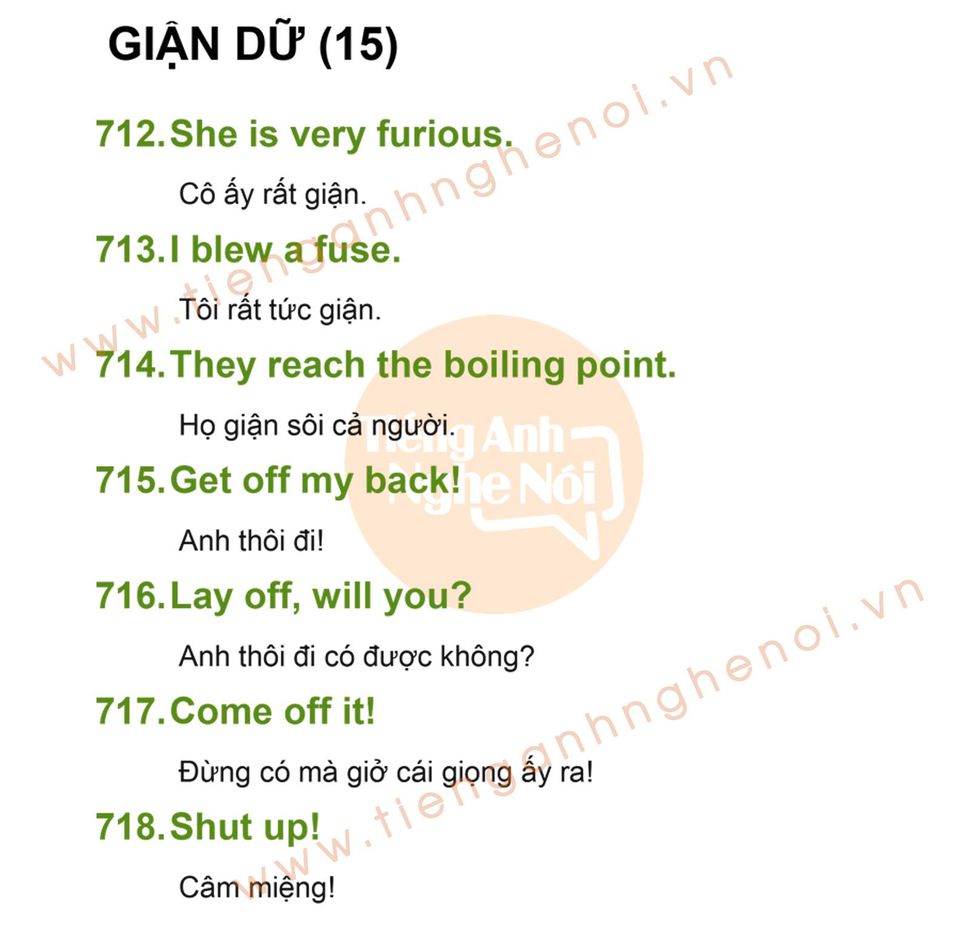 GIẬN DỮ (15)
712. She is very furious.
Cô ấy rất giận.
713. I blew a fuse.
Tôi rất tức giận.
714. They reach the boiling point.
Họ giận sôi cả người.
715. Get off my back!
Anh thôi đi!
716. Lay off, will you?
Anh thôi đi có được không?
717. Come off it!
Đừng có mà giở cái giọng ấy ra!
718. Shut up!
Câm miệng!
www.tienganhnghenoi.vn
Tiếng Anh
Nghe Nói
www.tienganhnghenoi.vn